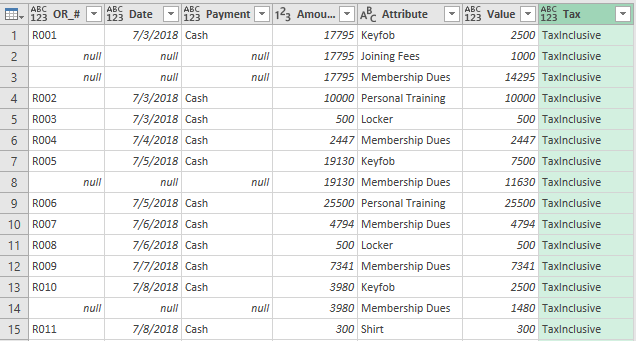 ABC 123 OR_# ABC 123 Date ABC 123 Payment 1²3 Amou... ABC Attribute ABC 123 Value ABC 123 Tax
1 R001 7/3/2018 Cash 17795 Keyfob 2500 TaxInclusive
2 null null null 17795 Joining Fees 1000 TaxInclusive
3 null null null 17795 Membership Dues 14295 TaxInclusive
4 R002 7/3/2018 Cash 10000 Personal Training 10000 TaxInclusive
5 R003 7/3/2018 Cash 500 Locker 500 TaxInclusive
6 R004 7/4/2018 Cash 2447 Membership Dues 2447 TaxInclusive
7 R005 7/5/2018 Cash 19130 Keyfob 7500 TaxInclusive
8 null null null 19130 Membership Dues 11630 TaxInclusive
9 R006 7/5/2018 Cash 25500 Personal Training 25500 TaxInclusive
10 R007 7/6/2018 Cash 4794 Membership Dues 4794 TaxInclusive
11 R008 7/6/2018 Cash 500 Locker 500 TaxInclusive
12 R009 7/7/2018 Cash 7341 Membership Dues 7341 TaxInclusive
13 R010 7/8/2018 Cash 3980 Keyfob 2500 TaxInclusive
14 null null null 3980 Membership Dues 1480 TaxInclusive
15 R011 7/8/2018 Cash 300 Shirt 300 TaxInclusive